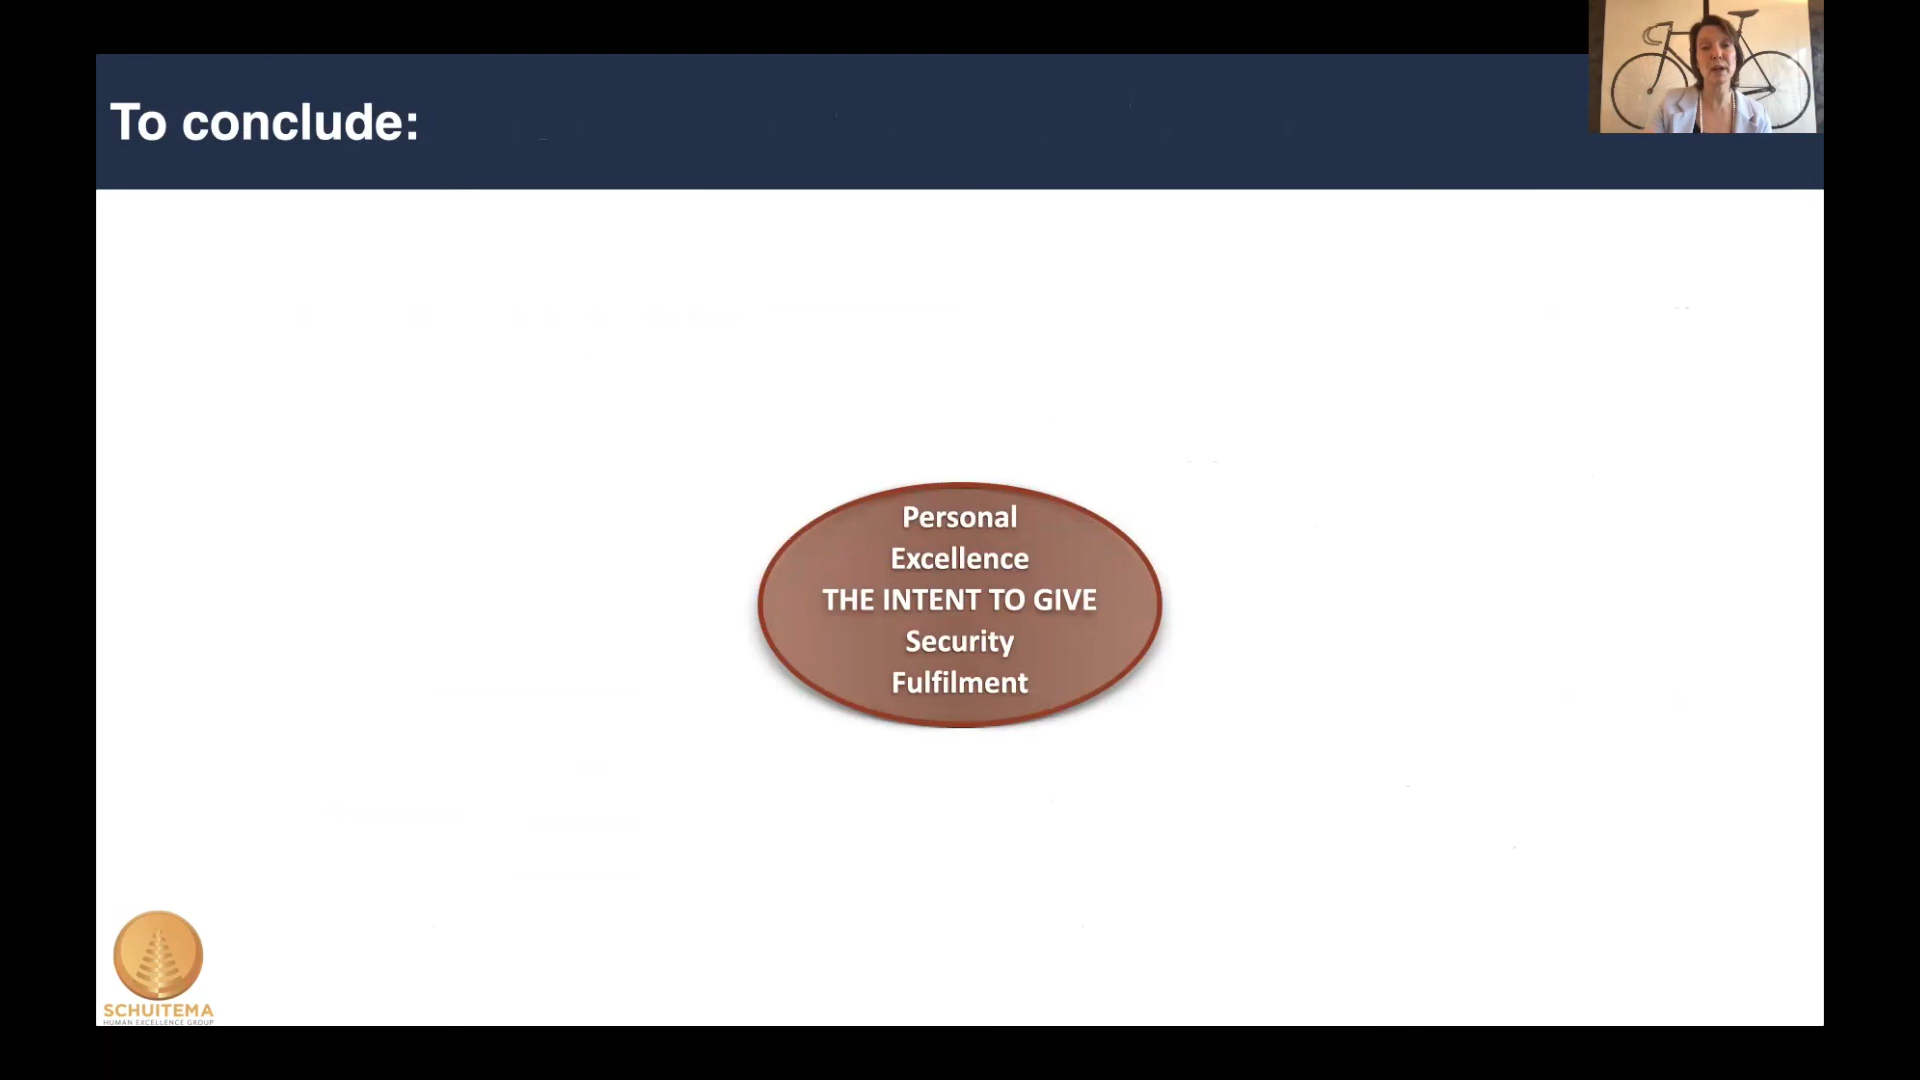 To conclude:
Personal
Excellence
THE INTENT TO GIVE
Security
Fulfilment
SCHUITEMA
HUMAN EXCELLENCE GROUP